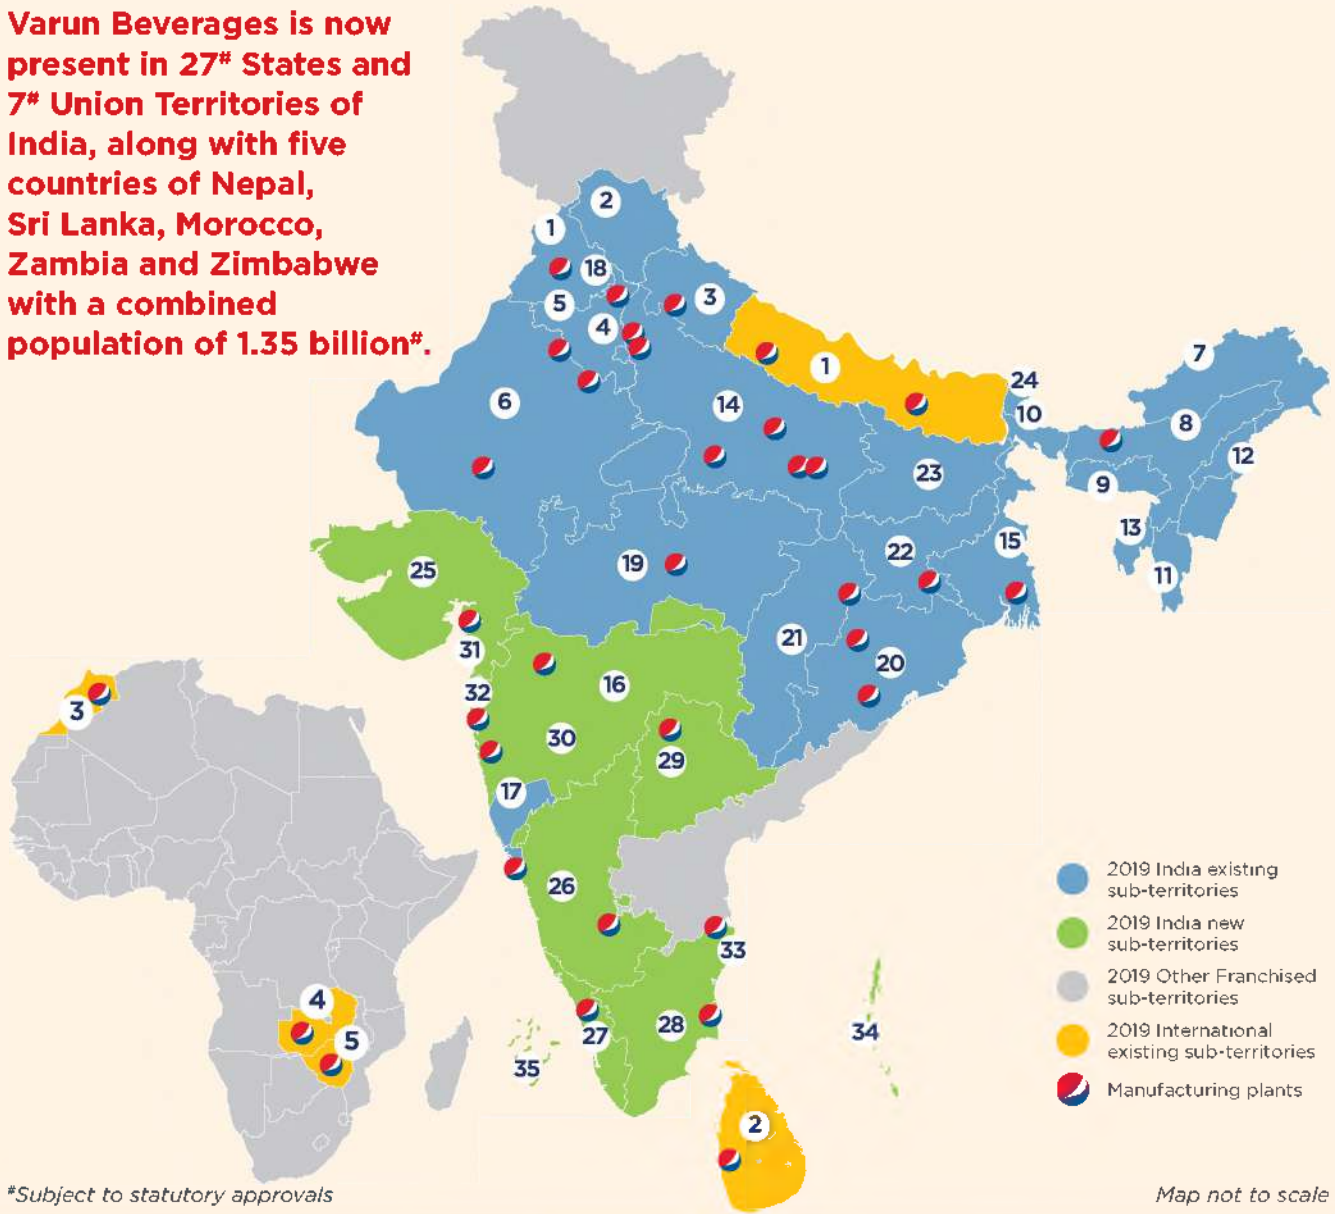 Varun Beverages is now
present in 27# States and
7# Union Territories of
India, along with five
countries of Nepal,
Sri Lanka, Morocco,
Zambia and Zimbabwe
with a combined
population of 1.35 billion#.
2
1
18
5
3
4
1
24
7
6
14
10
8
23
12
9
13
15
22
19
25
11
21
31
20
16
32
3
30
29
17
26
33
4
28
34
27
5
35
2
2019 India existing
sub-territories
2019 India new
sub-territories
2019 Other Franchised
sub-territories
2019 International
existing sub-territories
Manufacturing plants
#Subject to statutory approvals
Map not to scale